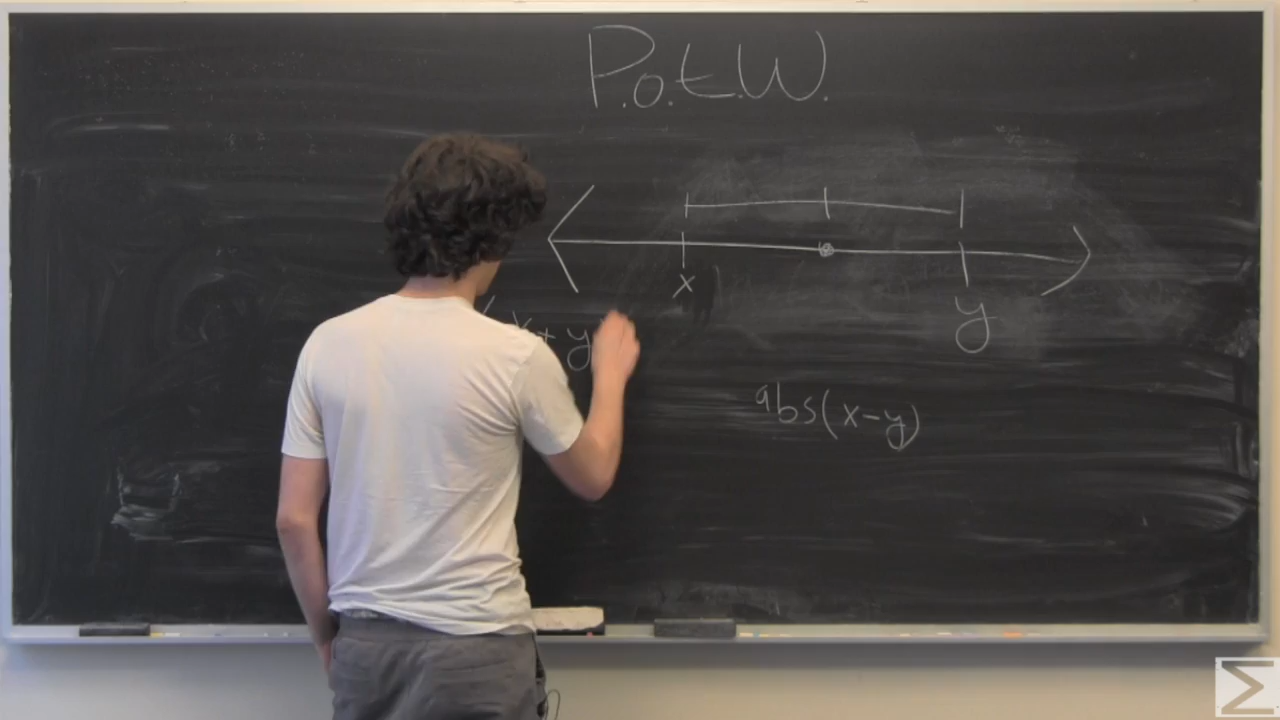 P.o.t.W.
x
y
x + y
abs(x-y)
Σ